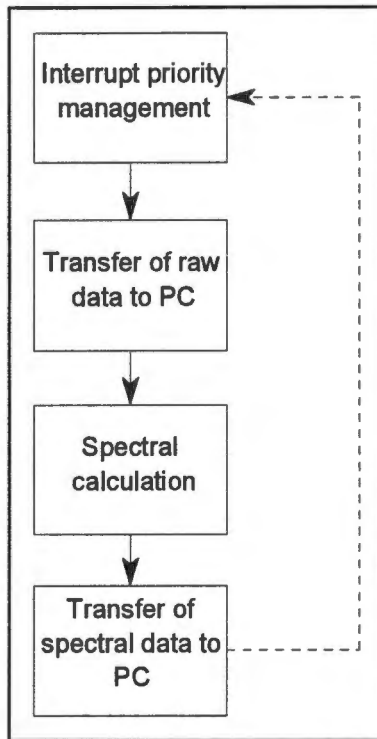 Interrupt priority
management
Transfer of raw
data to PC
Spectral
calculation
Transfer of
spectral data to
PC